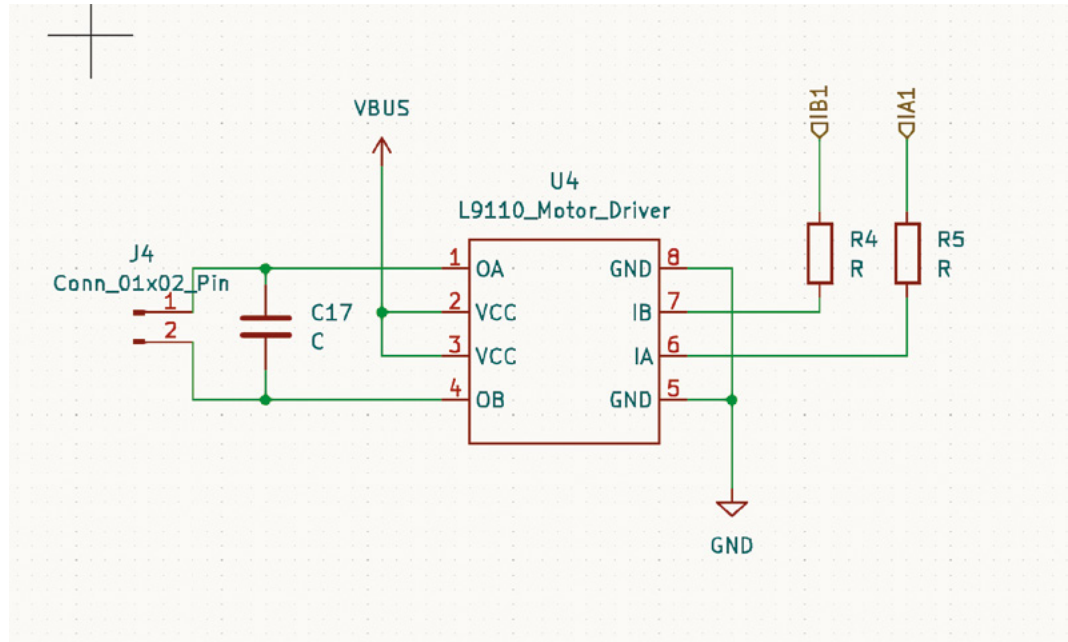 VBUS
IB1
IA1
U4
L9110_Motor_Driver
J4
Conn_01x02_Pin
1
2
C17
C
1
OA
2
VCC
3
VCC
4
OB
GND
8
IB
7
IA
6
GND
5
R4
R
R5
R
GND